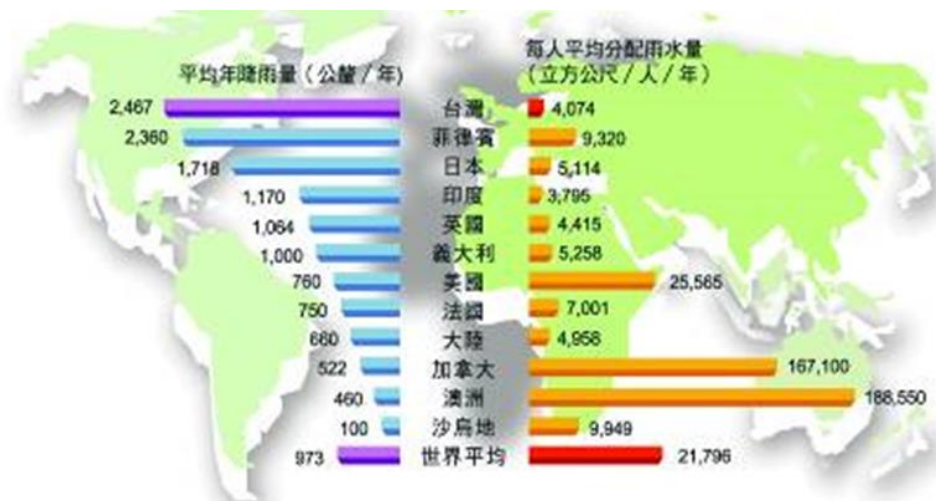 平均年降雨量（公釐／年）
每人平均分配雨水量
（立方公尺／人／年）
2,467 台灣 4,074
2,360 菲律賓 9,320
1,718 日本 5,114
1,170 印度 3,795
1,064 英國 4,415
1,000 義大利 5,258
760 美國 25,565
750 法國 7,001
660 大陸 4,958
522 加拿大 167,100
460 澳洲 188,550
100 沙烏地 9,949
973 世界平均 21,796